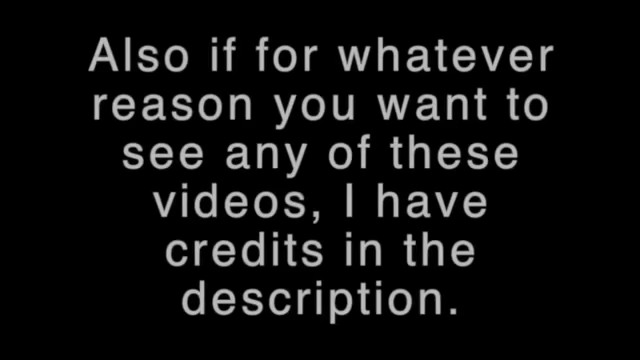 Also if for whatever
reason you want to
see any of these
videos, I have
credits in the
description.